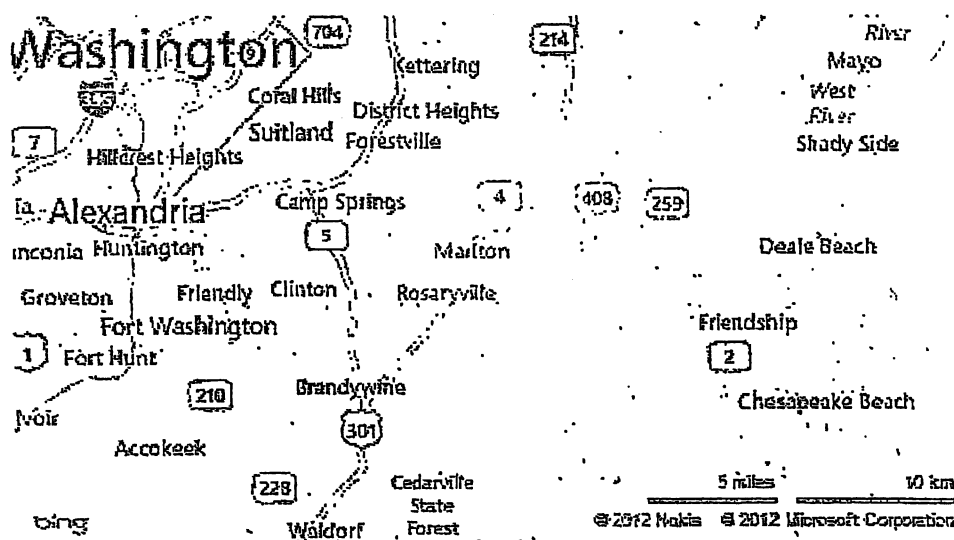 Washington
704
214
River
Kettering
Mayo
Coral Hills
West
River
District Heights
7
Suitland
Forestville
Shady Side
Hillcrest Heights
Camp Springs
4
408
259
Alexandria
5
Huntington
Marlton
Deale Beach
Groveton
Friendly
Clinton
Rosaryville
Fort Washington
Friendship
1
Fort Hunt
2
210
Brandywine
Chesapeake Beach
301
Accokeek
228
Cedarville
State
Forest
5 miles
10 km
bing
Waldorf
© 2012 Nokia © 2012 Microsoft Corporation